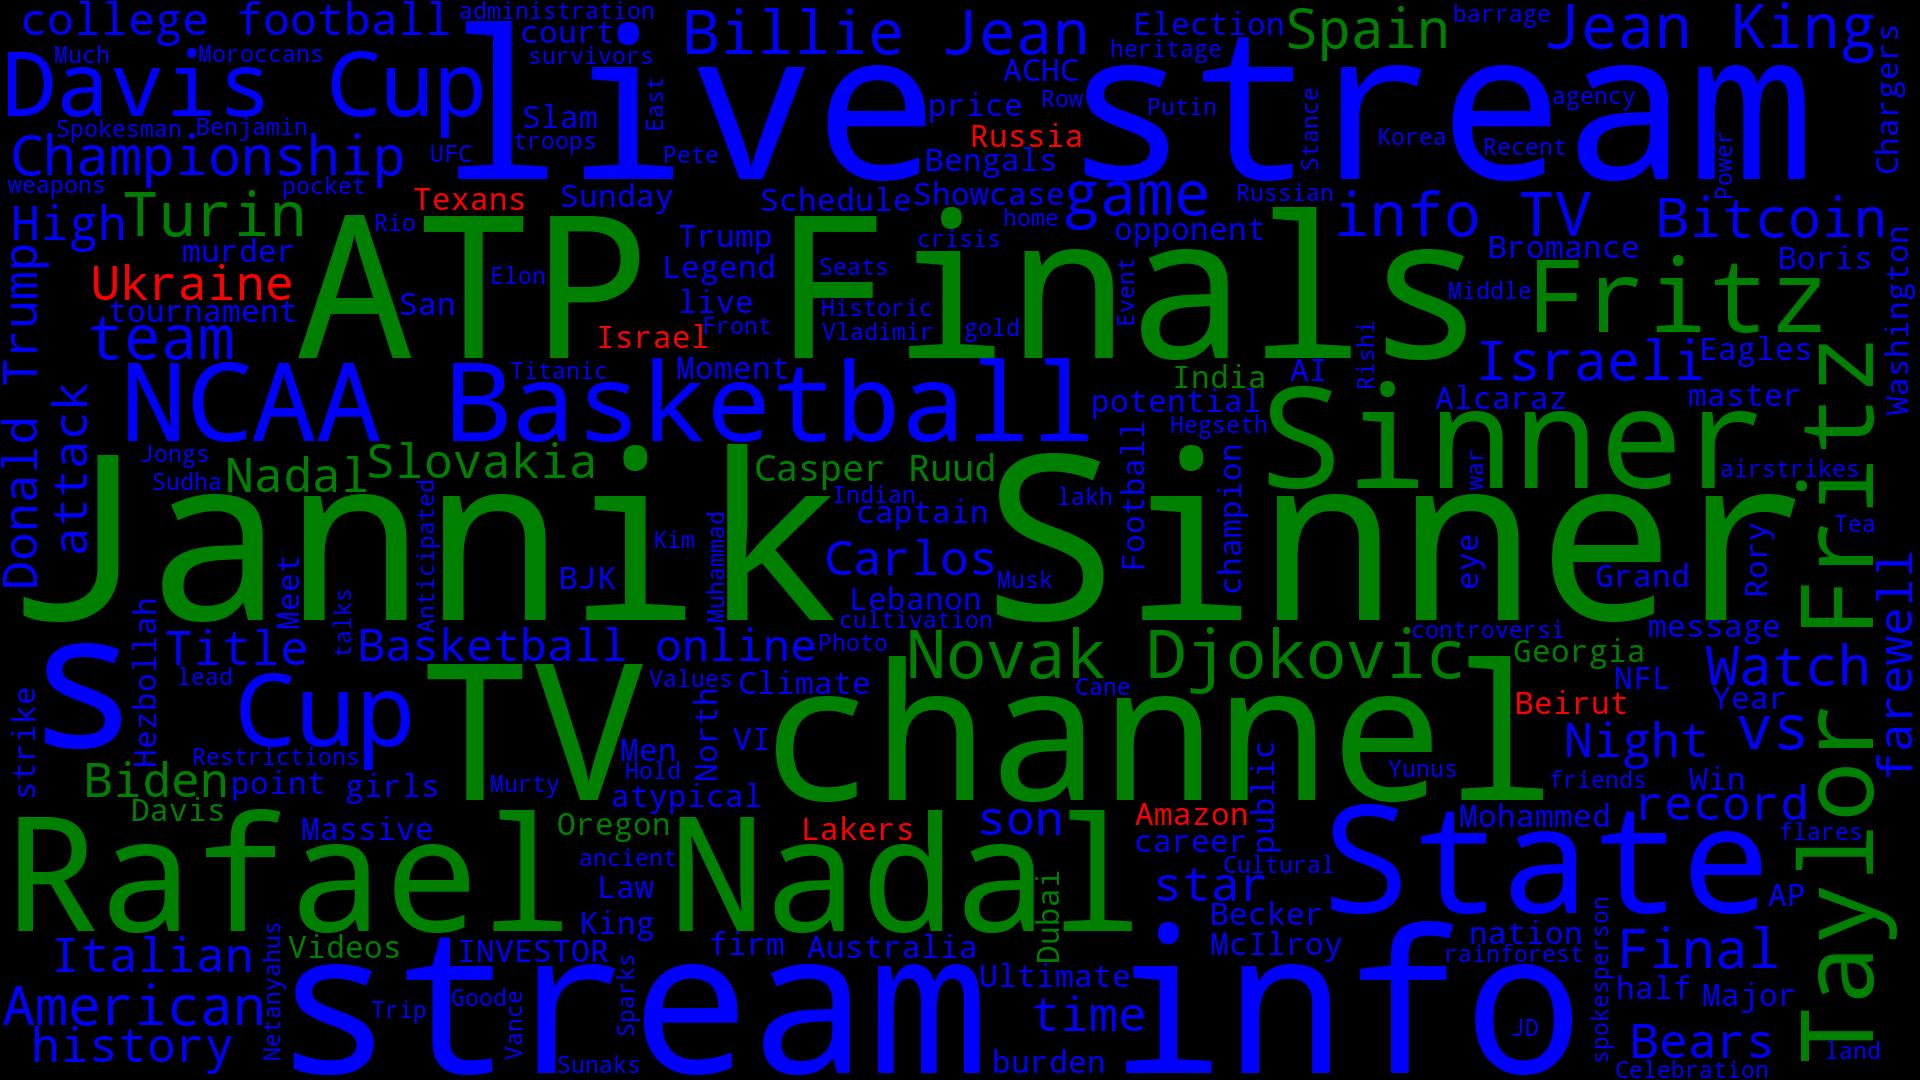 college football
administration
court
survivors
Billie Jean
Election
heritage
Spain
barrage
Jean King
Chargers
Much
Moroccans
Davis Cup
live stream
East
ACHC
price
Row
Putin
Stance
agency
Spokesman
Benjamin
Slam
troops
Russia
Korea
Recent
Championship
UFC
Pete
Bengals
Power
weapons
pocket
Texans
Sunday
Schedule
Showcase
game
Russian
High
Turin
Rio
home
info TV
Bitcoin
murder
Trump
crisis
opponent
Bromance
Boris
Donald Trump
Ukraine
ATP Finals
Elon
Legend
Seats
Event
Middle
Fritz
Washington
tournament
San
live
Historic
team
Israel
Front
Vladimir
gold
Rishi
Israeli
Eagles
NCAA Basketball
Titanic
Moment
India
AI
attack
potential
Sinner
Alcaraz
master
Hegseth
Jongs
Sudha
Nadal
Slovakia
Casper Ruud
Football
champion
war
airstrikes
Taylor Fritz
Jannik Sinner
Anticipated
Indian
captain
lakh
Tea
Kim
Muhammad
Carlos
Musk
eye
Grand
Rory
farewell
Meet
BJK
Lebanon
cultivation
Hezbollah
talks
s
Title
Basketball online
Photo
Novak Djokovic
controversi
message
Georgia
lead
Cup
TV channel
Values
Climate
Cane
NFL
Watch
Year
Beirut
strike
North
VI
Men
Night
vs
Restrictions
Hold
public
Yunus
Biden
point
girls
Murty
atypical
friends
Win
Davis
Massive
Oregon
Lakers
son
Amazon
State
Mohammed
record
Rafael Nadal
ancient
career
flares
Law
Cultural
star
AP
Dubai
King
Becker
Italian
Netanyahus
Videos
INVESTOR
firm
Australia
McIlroy
nation
rainforest
spokesperson
Final
stream info
Sparks
Ultimate
American
Trip
Goode
Vance
time
half
Major
history
JD
Bears
Sunaks
burden
land
Celebration